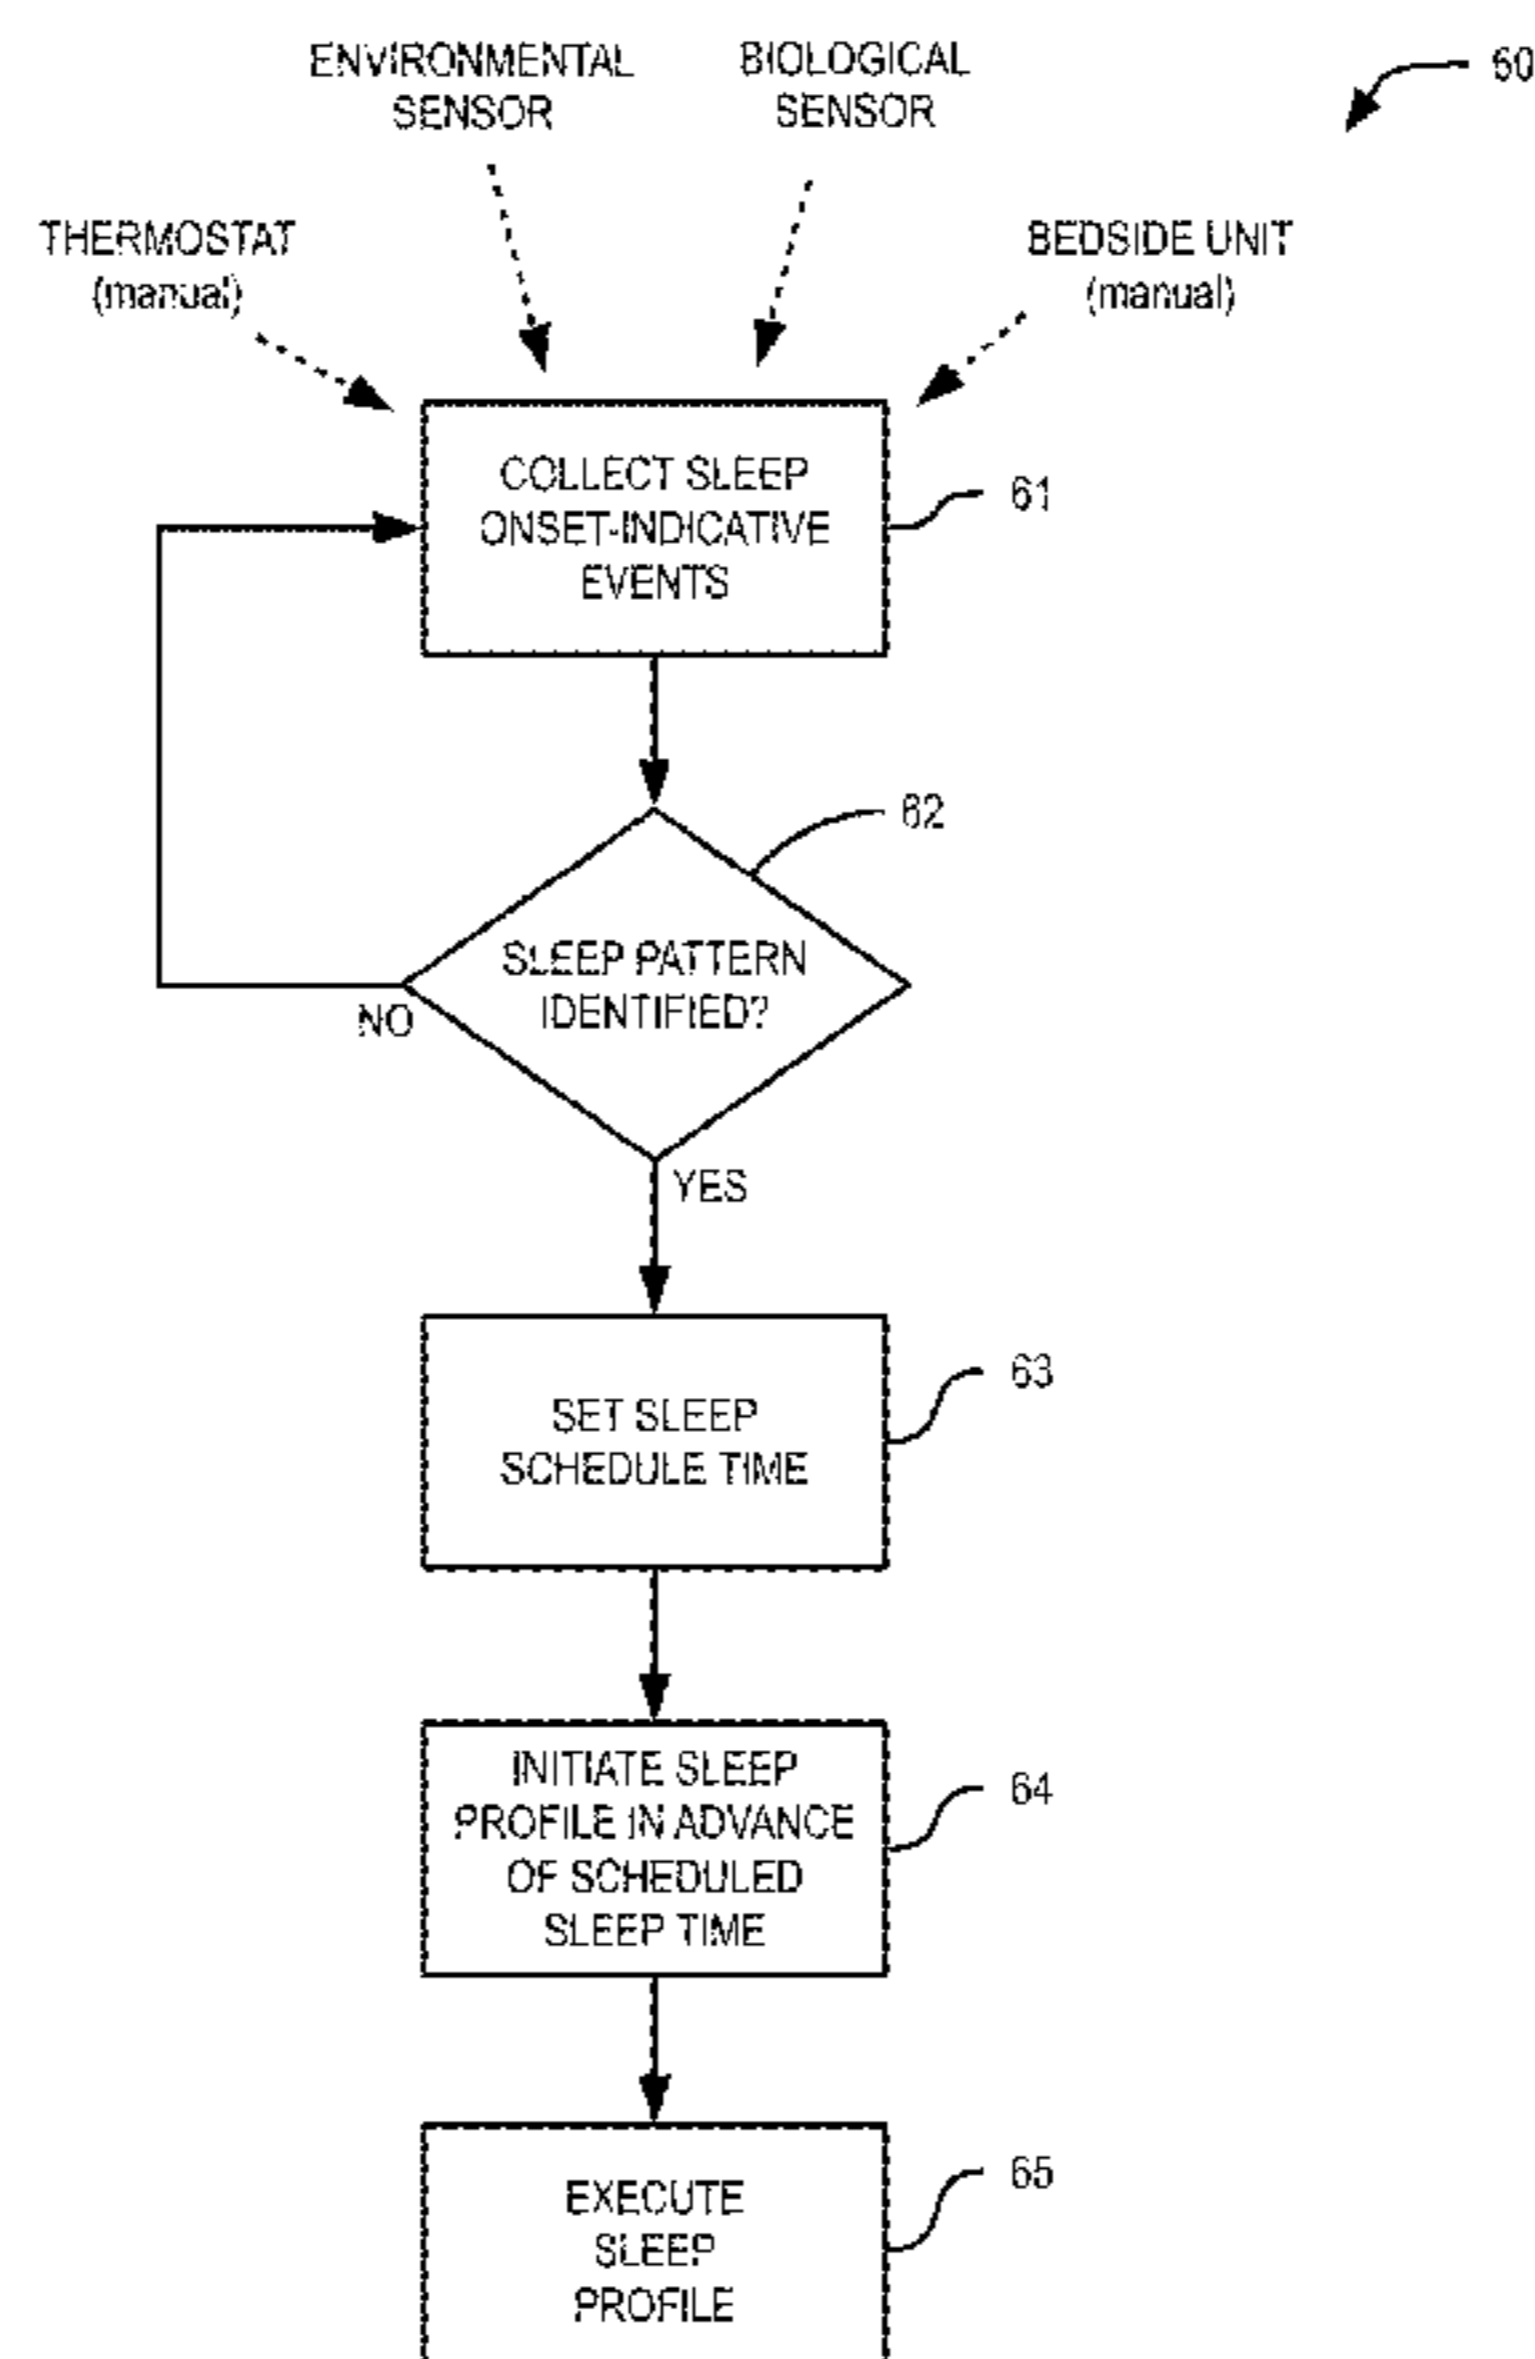 ENVIRONMENTAL
SENSOR
BIOLOGICAL
SENSOR
60
THERMOSTAT
(manual)
BEDSIDE UNIT
(manual)
COLLECT SLEEP
ONSET-INDICATIVE
EVENTS
61
62
SLEEP PATTERN
IDENTIFIED?
NO
YES
63
SET SLEEP
SCHEDULE TIME
INITIATE SLEEP
PROFILE IN ADVANCE
OF SCHEDULED
SLEEP TIME
64
EXECUTE
SLEEP
PROFILE
65